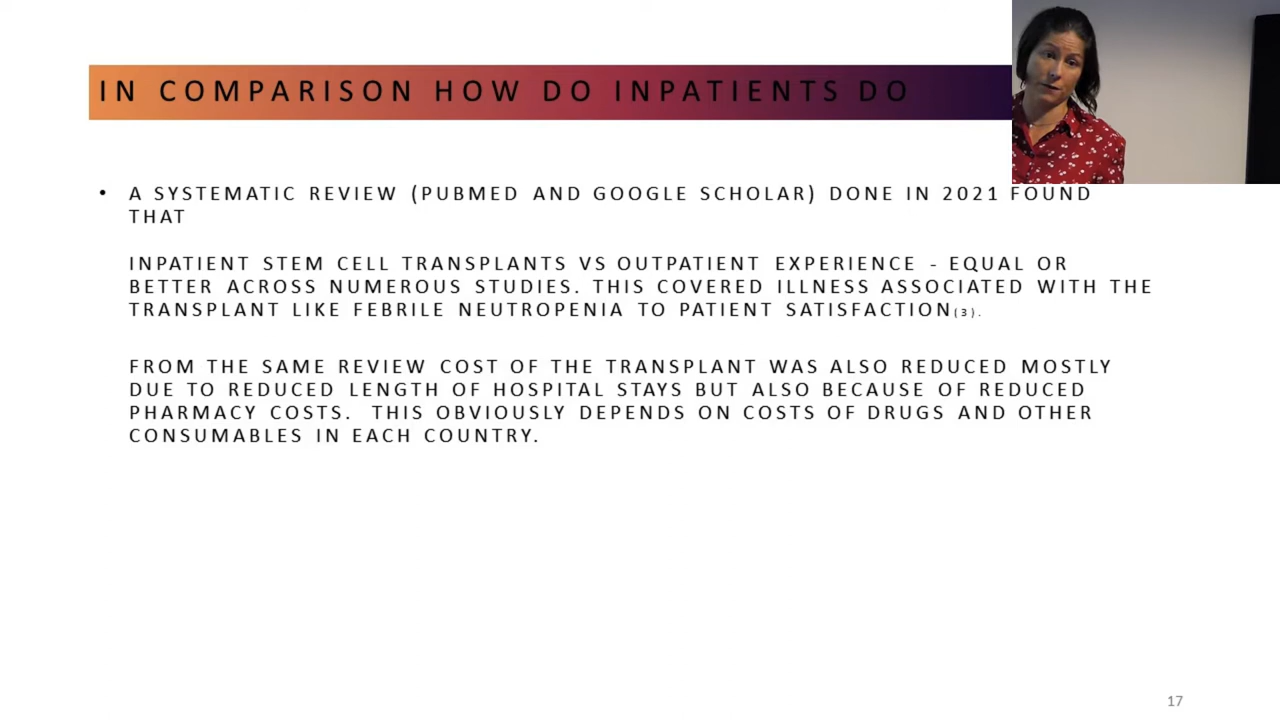 IN COMPARISON HOW DO INPATIENTS DO
• A SYSTEMATIC REVIEW (PUBMED AND GOOGLE SCHOLAR) DONE IN 2021 FOUND
THAT
INPATIENT STEM CELL TRANSPLANTS VS OUTPATIENT EXPERIENCE - EQUAL OR
BETTER ACROSS NUMEROUS STUDIES. THIS COVERED ILLNESS ASSOCIATED WITH THE
TRANSPLANT LIKE FEBRILE NEUTROPENIA TO PATIENT SATISFACTION(3).
FROM THE SAME REVIEW COST OF THE TRANSPLANT WAS ALSO REDUCED MOSTLY
DUE TO REDUCED LENGTH OF HOSPITAL STAYS BUT ALSO BECAUSE OF REDUCED
PHARMACY COSTS. THIS OBVIOUSLY DEPENDS ON COSTS OF DRUGS AND OTHER
CONSUMABLES IN EACH COUNTRY.
17